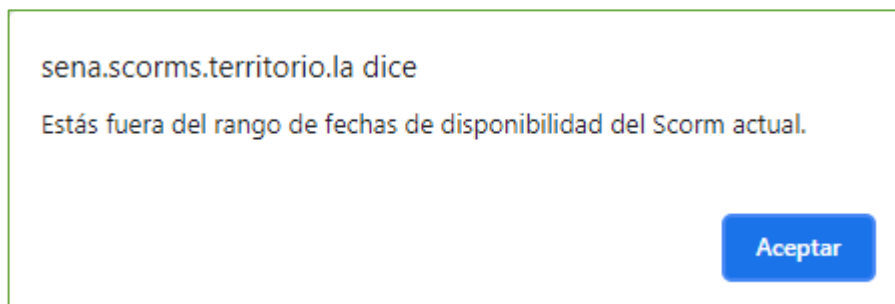 sena.scorms.territorio.la dice
Estás fuera del rango de fechas de disponibilidad del Scorm actual.
Aceptar